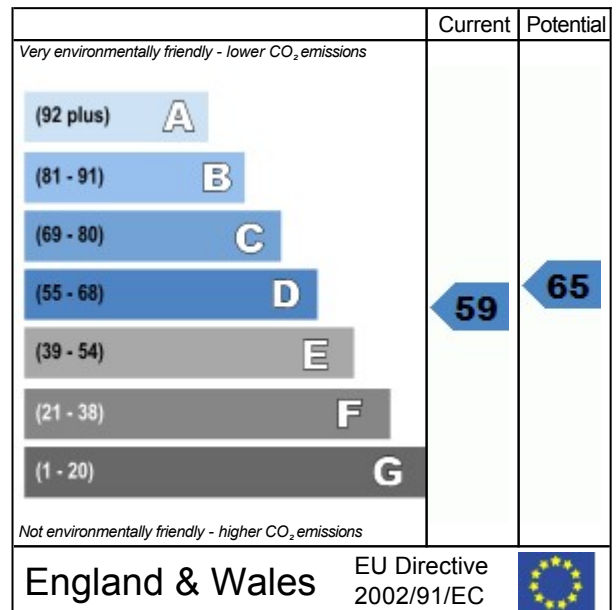 Current Potential
Very environmentally friendly - lower CO₂ emissions
(92 plus) A
(81 - 91) B
(69 - 80) C
(55 - 68) D
(39 - 54) E
(21 - 38) F
(1 - 20) G
59
65
Not environmentally friendly - higher CO₂ emissions
England & Wales
EU Directive
2002/91/EC